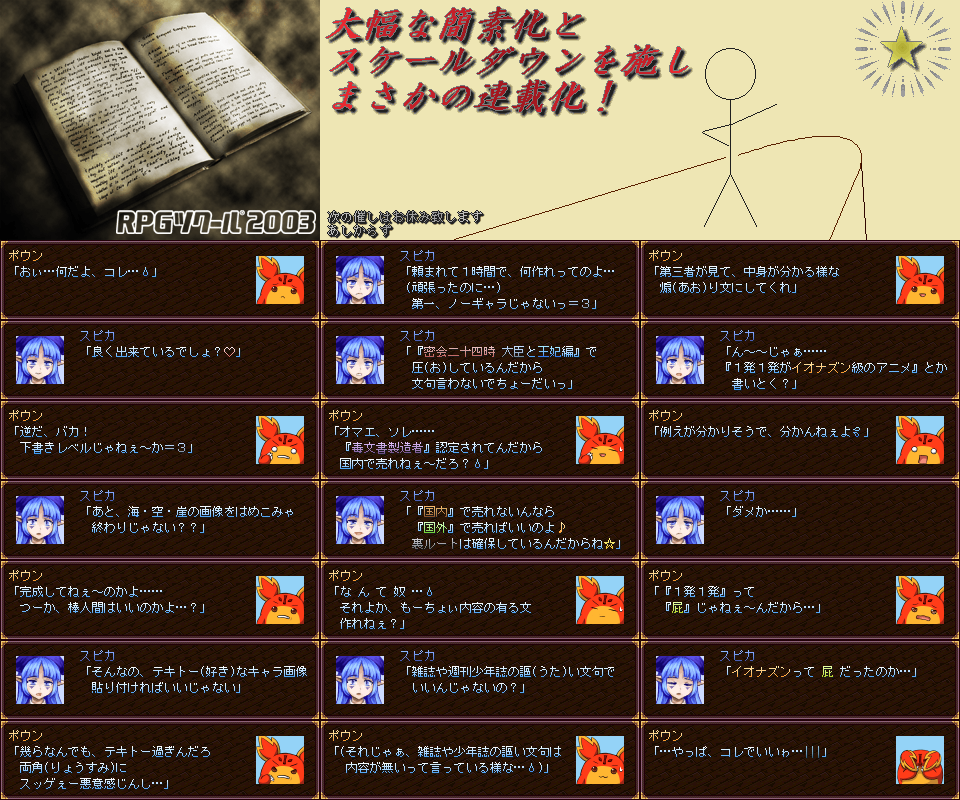 RPGツクール2003
大幅な簡素化と
スケールダウンを施し
まさかの連載化！
次の催しはお休み致します
あしからず
ポウン
「おぃ…何だよ、コレ…💧」
スピカ
「良く出来ているでしょ？♡」
ポウン
「逆だ、バカ！
下書きレベルじゃねぇ～か＝３」
スピカ
「あと、海・空・崖の画像をはめこみゃ
終わりじゃない？？」
ポウン
「完成してねぇ～のかよ……
つーか、棒人間はいいのかよ…？」
スピカ
「そんなの、テキトー(好き)なキャラ画像
貼り付ければいいじゃない」
ポウン
「幾らなんでも、テキトー過ぎんだろ
両角(りょうすみ)に
スッゲぇー悪意感じんし…」
スピカ
「頼まれて１時間で、何作れってのよ…
(頑張ったのに…)
第一、ノーギャラじゃないっ＝３」
スピカ
「『密会二十四時 大臣と王妃編』で
圧(お)しているんだから
文句言わないでちょーだいっ」
ポウン
「オマエ、ソレ……
『毒文書製造者』認定されてんだから
国内で売れねぇ～だろ？💧」
スピカ
「『国内』で売れないんなら
『国外』で売ればいいのよ♪
裏ルートは確保しているんだからね☆」
ポウン
「な ん て 奴 …💧
それよか、もーちょぃ内容の有る文
作れねぇ？」
スピカ
「雑誌や週刊少年誌の謳(うた)い文句で
いいんじゃないの？」
ポウン
「(それじゃぁ、雑誌や少年誌の謳い文句は
内容が無いって言っている様な…💧)」
ポウン
「第三者が見て、中身が分かる様な
煽(あお)り文にしてくれ」
スピカ
「ん～～じゃぁ……
『１発１発がイオナズン級のアニメ』とか
書いとく？」
ポウン
「例えが分かりそうで、分かんねぇよ」
スピカ
「ダメか……」
ポウン
「『１発１発』って
『屁』じゃねぇ～んだから…」
スピカ
「イオナズンって 屁 だったのか…」
ポウン
「…やっぱ、コレでいいゎ…|||」